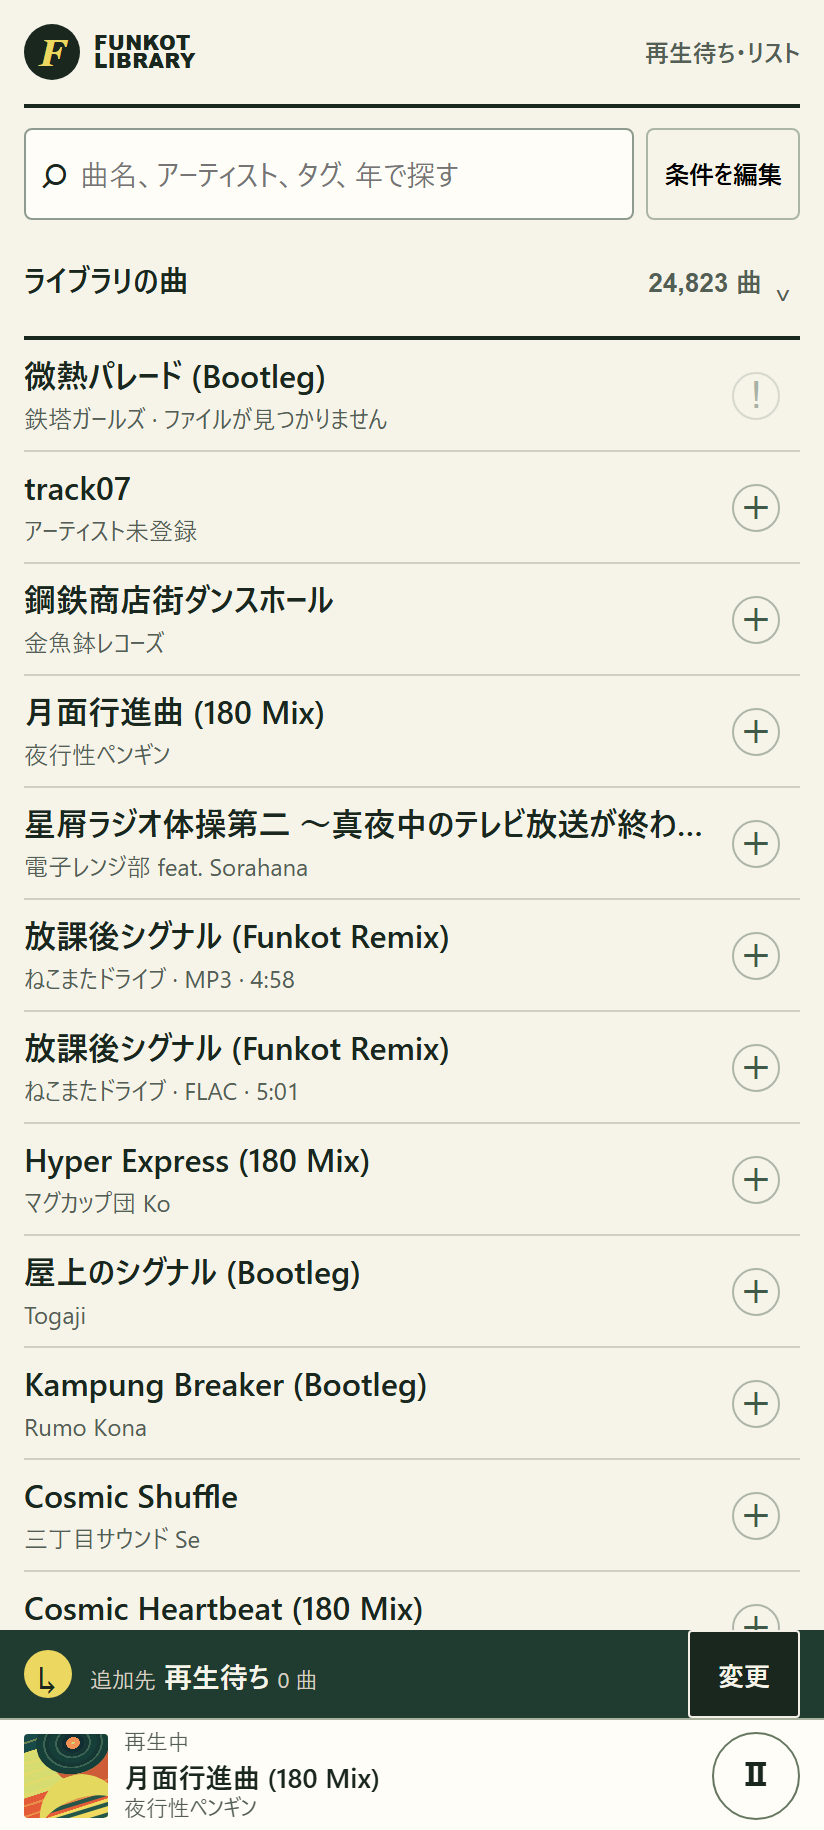 F
FUNKOT
LIBRARY
再生待ち・リスト
曲名、アーティスト、タグ、年で探す
条件を編集
ライブラリの曲
24,823 曲
微熱パレード (Bootleg)
鉄塔ガールズ · ファイルが見つかりません
!
track07
アーティスト未登録
鋼鉄商店街ダンスホール
金魚鉢レコーズ
月面行進曲 (180 Mix)
夜行性ペンギン
星屑ラジオ体操第二 〜真夜中のテレビ放送が終わ…
電子レンジ部 feat. Sorahana
放課後シグナル (Funkot Remix)
ねこまたドライブ · MP3 · 4:58
放課後シグナル (Funkot Remix)
ねこまたドライブ · FLAC · 5:01
Hyper Express (180 Mix)
マグカップ団 Ko
屋上のシグナル (Bootleg)
Togaji
Kampung Breaker (Bootleg)
Rumo Kona
Cosmic Shuffle
三丁目サウンド Se
Cosmic Heartbeat (180 Mix)
追加先 再生待ち 0 曲
変更
再生中
月面行進曲 (180 Mix)
夜行性ペンギン